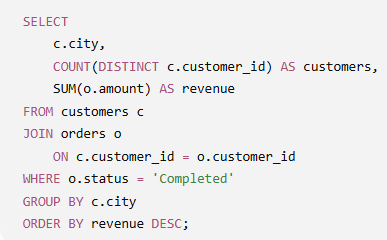 SELECT
    c.city,
    COUNT(DISTINCT c.customer_id) AS customers,
    SUM(o.amount) AS revenue
FROM customers c
JOIN orders o
    ON c.customer_id = o.customer_id
WHERE o.status = 'Completed'
GROUP BY c.city
ORDER BY revenue DESC;